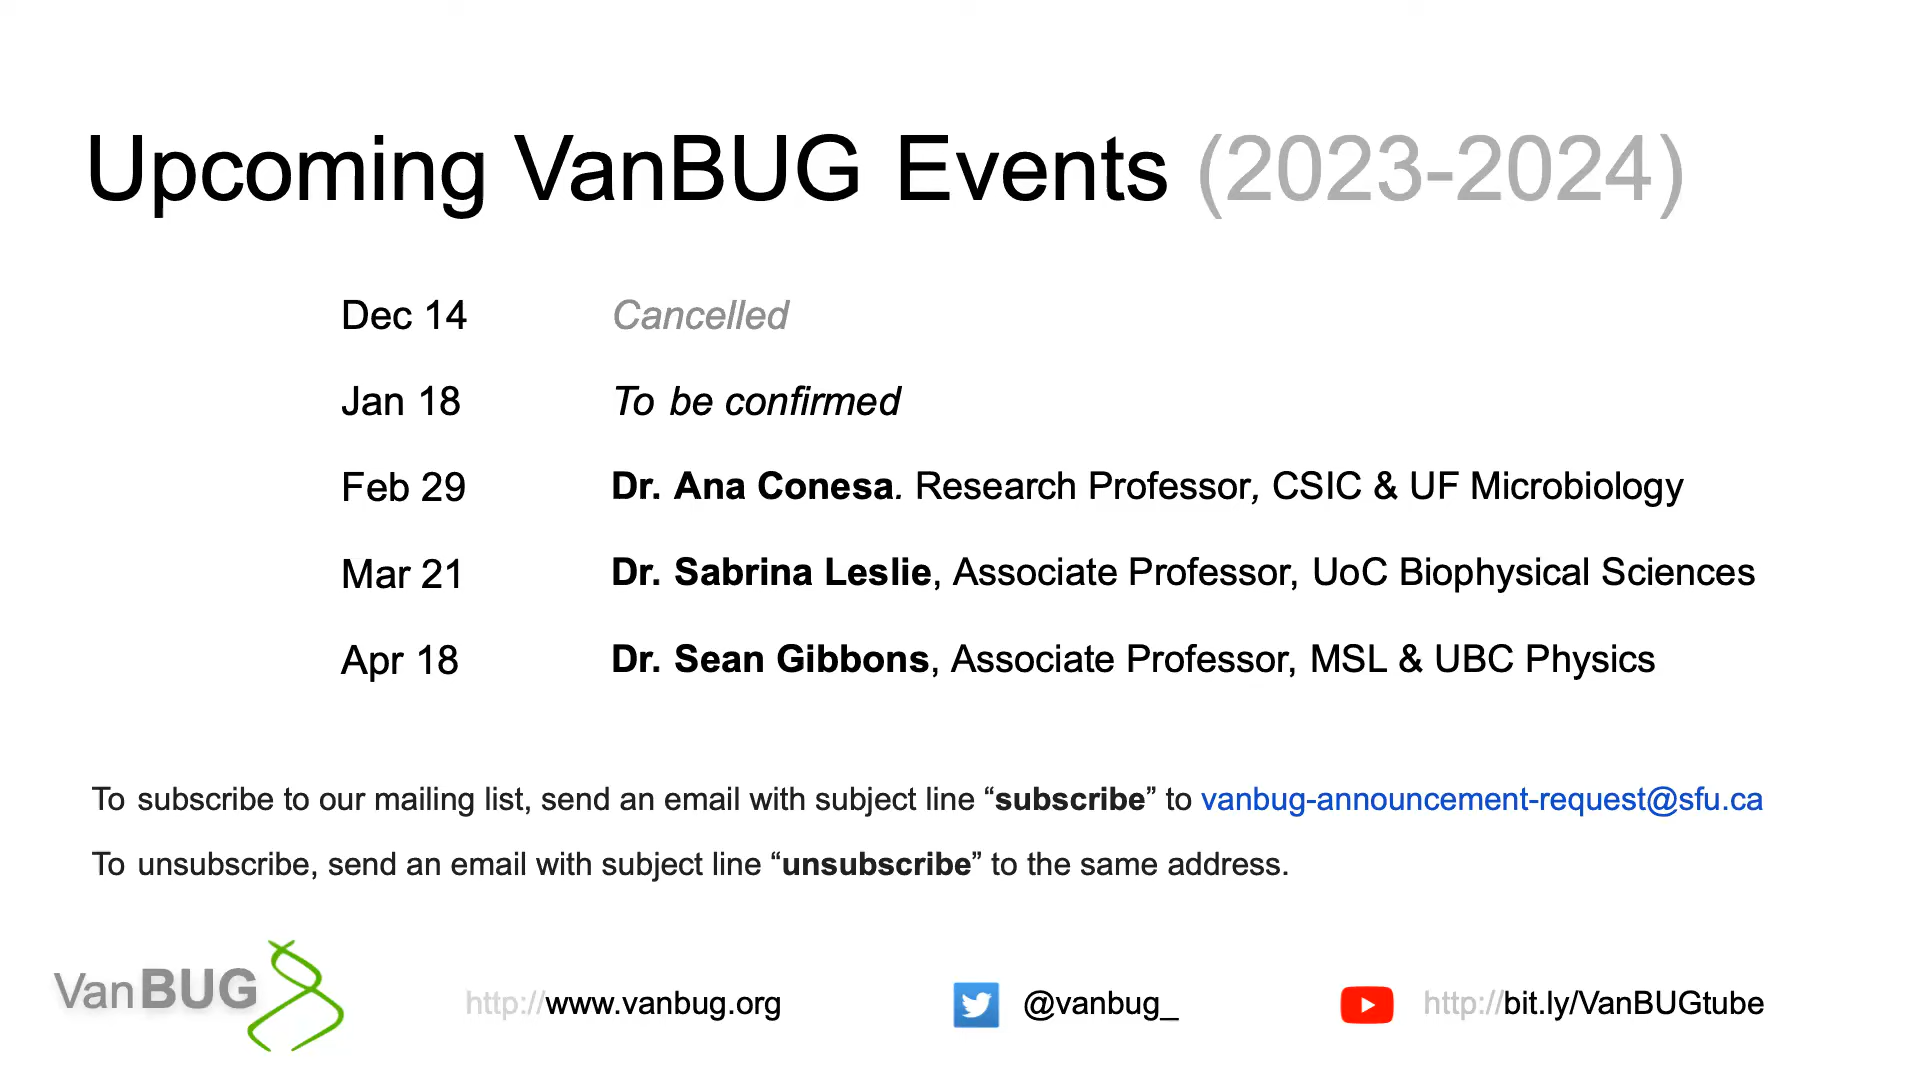 Upcoming VanBUG Events (2023-2024)
Dec 14 Cancelled
Jan 18 To be confirmed
Feb 29 Dr. Ana Conesa. Research Professor, CSIC & UF Microbiology
Mar 21 Dr. Sabrina Leslie, Associate Professor, UoC Biophysical Sciences
Apr 18 Dr. Sean Gibbons, Associate Professor, MSL & UBC Physics
To subscribe to our mailing list, send an email with subject line “subscribe” to vanbug-announcement-request@sfu.ca
To unsubscribe, send an email with subject line “unsubscribe” to the same address.
VanBUG http://www.vanbug.org @vanbug_ http://bit.ly/VanBUGtube